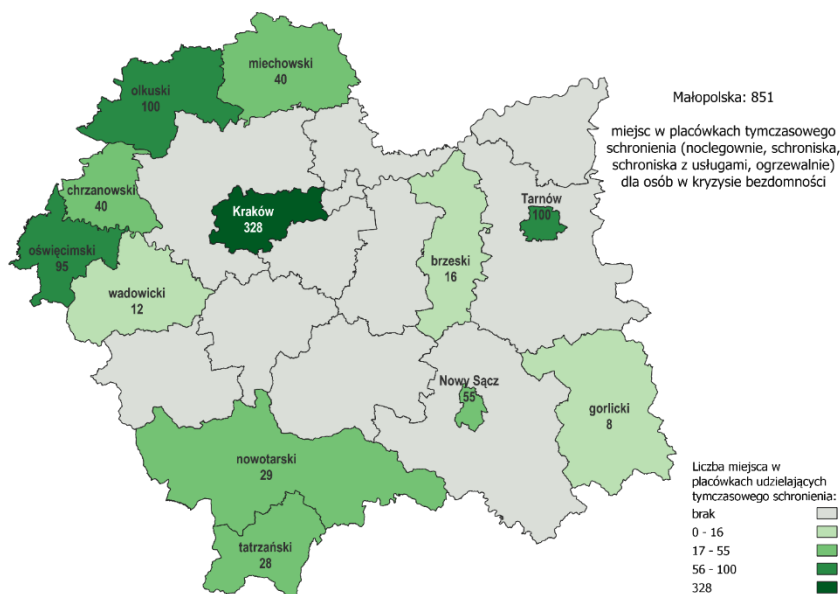 miechowski
40
olkuski
100
Małopolska: 851
miejsc w placówkach tymczasowego
schronienia (noclegownie, schroniska,
schroniska z usługami, ogrzewalnie)
dla osób w kryzysie bezdomności
chrzanowski
40
Kraków
328
Tarnów
100
oświęcimski
95
brzeski
16
wadowicki
12
Nowy Sącz
55
gorlicki
8
nowotarski
29
tatrzański
28
Liczba miejsca w
placówkach udzielających
tymczasowego schronienia:
brak
0 - 16
17 - 55
56 - 100
328